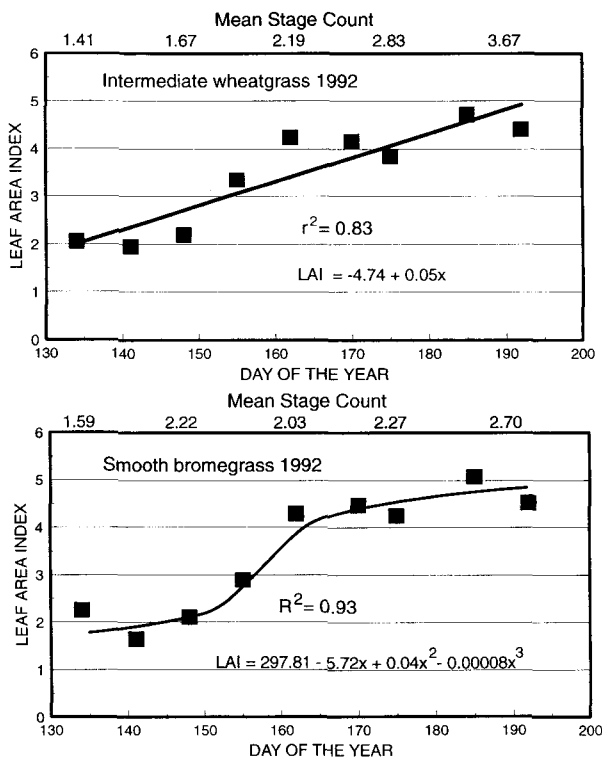 Mean Stage Count
1.41 1.67 2.19 2.83 3.67
6
Intermediate wheatgrass 1992
5
4
3
2
1
0
LEAF AREA INDEX
r² = 0.83
LAI = -4.74 + 0.05x
130 140 150 160 170 180 190 200
DAY OF THE YEAR
Mean Stage Count
1.59 2.22 2.03 2.27 2.70
6
Smooth bromegrass 1992
5
4
3
2
1
0
LEAF AREA INDEX
R² = 0.93
LAI = 297.81 - 5.72x + 0.04x² - 0.00008x³
130 140 150 160 170 180 190 200
DAY OF THE YEAR